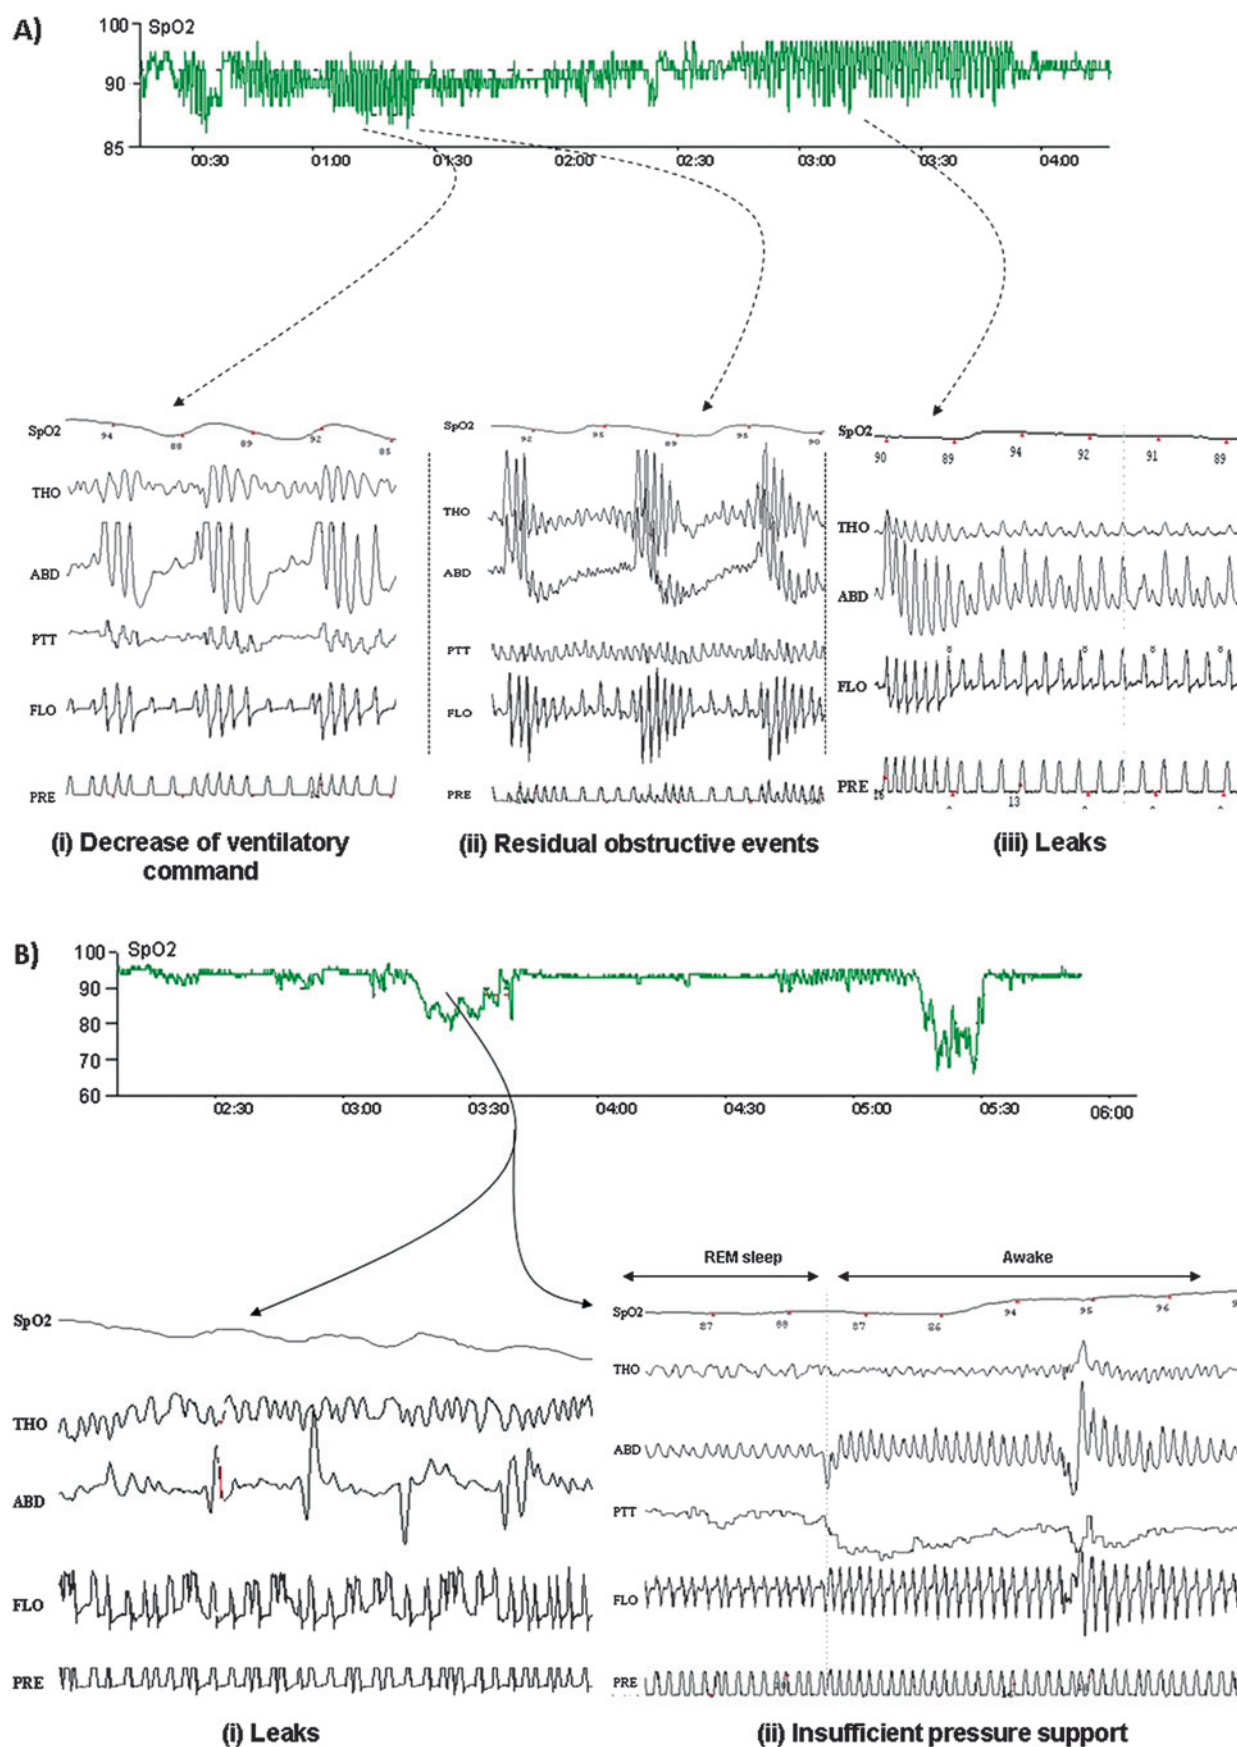 A)
SpO2
100
90
85
00:30 01:00 01:30 02:00 02:30 03:00 03:30 04:00
SpO2
94 88 89 92 85
THO
ABD
PTT
FLO
PRE
(i) Decrease of ventilatory
command
SpO2
92 95 89 95 90
THO
ABD
PTT
FLO
PRE
(ii) Residual obstructive events
SpO2
90 89 94 92 91 89
THO
ABD
8 8 8 8
FLO
PRE
13
(iii) Leaks
B)
SpO2
100
90
80
70
60
02:30 03:00 03:30 04:00 04:30 05:00 05:30 06:00
SpO2
THO
ABD
FLO
PRE
(i) Leaks
REM sleep Awake
SpO2
87 88 87 86 94 95 96
THO
ABD
PTT
FLO
PRE
(ii) Insufficient pressure support